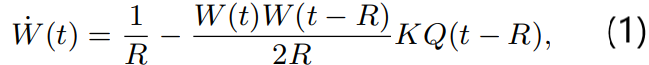 Ẇ(t) = 1/R − W(t)W(t − R)/2R KQ(t − R), (1)